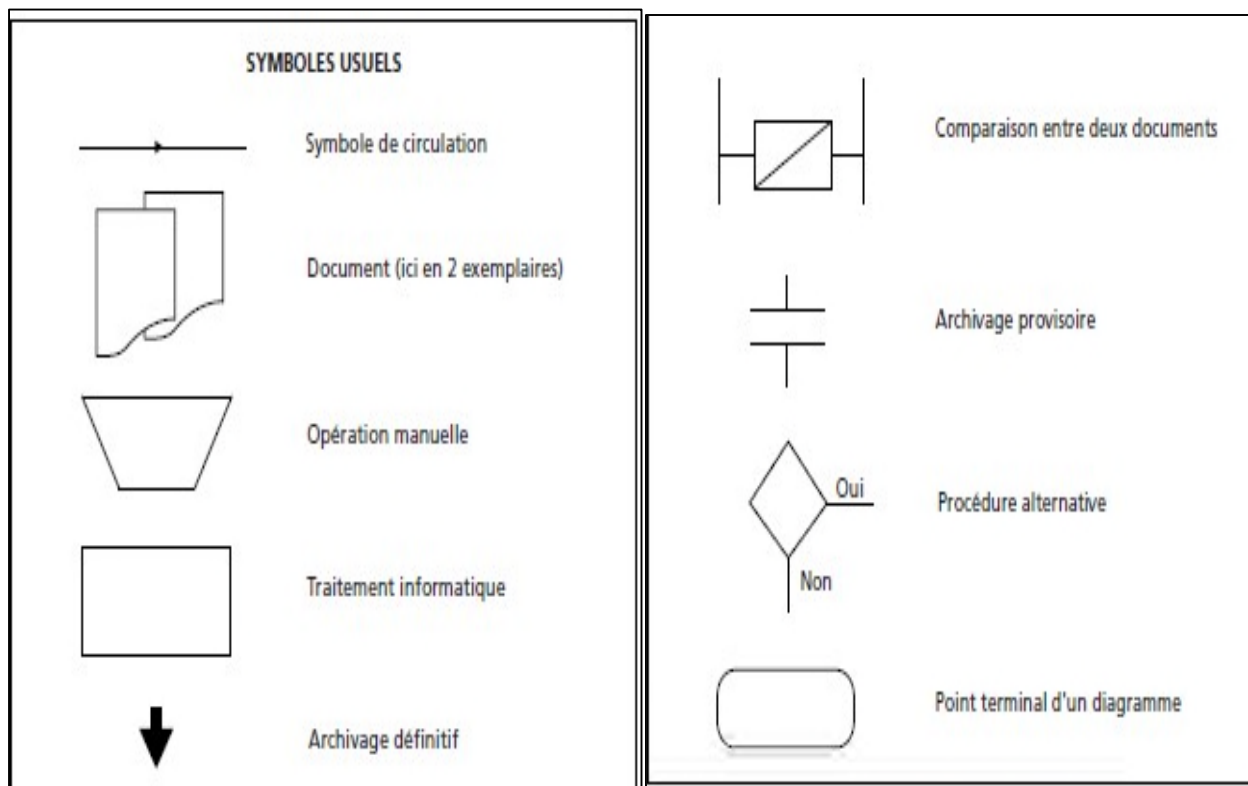 SYMBOLES USUELS
Symbole de circulation
Document (ici en 2 exemplaires)
Opération manuelle
Traitement informatique
Archivage définitif
Comparaison entre deux documents
Archivage provisoire
Oui
Procédure alternative
Non
Point terminal d'un diagramme